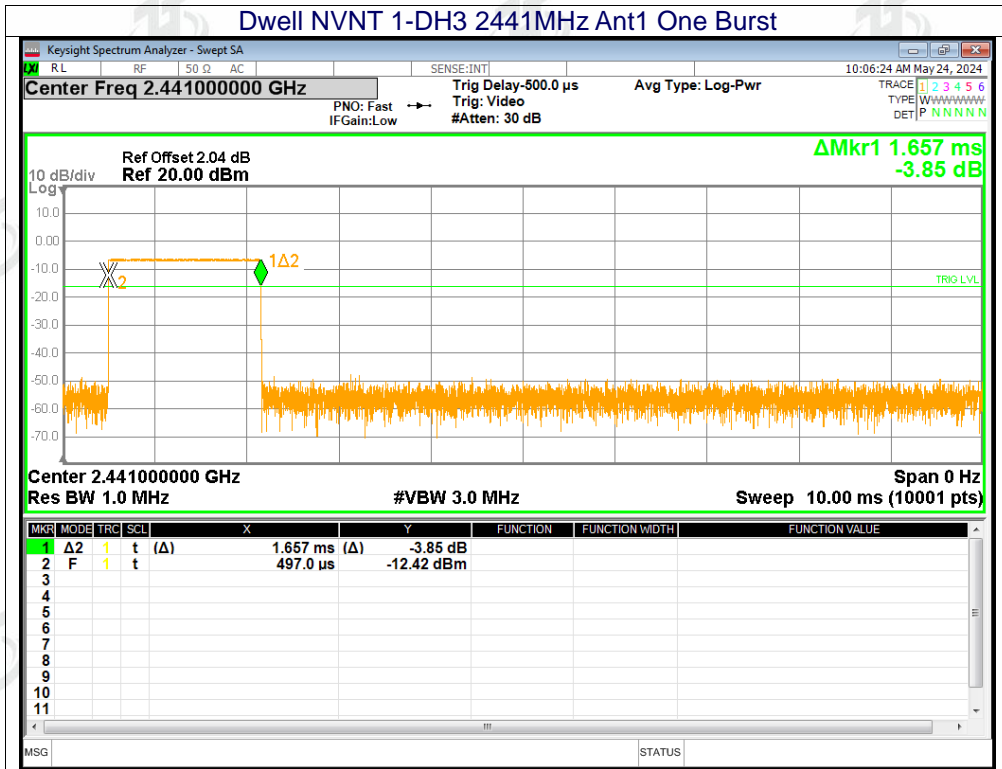 Dwell NVNT 1-DH3 2441MHz Ant1 One Burst
Keysight Spectrum Analyzer - Swept SA
LXI RL RF 50 Ω AC SENSE:INT 10:06:24 AM May 24, 2024
Center Freq 2.441000000 GHz Trig Delay-500.0 µs Avg Type: Log-Pwr TRACE 1 2 3 4 5 6
PNO: Fast Trig: Video TYPE WWWWWWW
IFGain:Low #Atten: 30 dB DET P N N N N N
ΔMkr1 1.657 ms
Ref Offset 2.04 dB
10 dB/div Ref 20.00 dBm -3.85 dB
Log
10.0
0.00
-10.0 2 1Δ2
TRIG LVL
-20.0
-30.0
-40.0
-50.0
-60.0
-70.0
Center 2.441000000 GHz Span 0 Hz
Res BW 1.0 MHz #VBW 3.0 MHz Sweep 10.00 ms (10001 pts)
MKR MODE TRC SCL X Y FUNCTION FUNCTION WIDTH FUNCTION VALUE
1 Δ2 1 t (Δ) 1.657 ms (Δ) -3.85 dB
2 F 1 t 497.0 µs -12.42 dBm
3
4
5
6
7
8
9
10
11
MSG STATUS